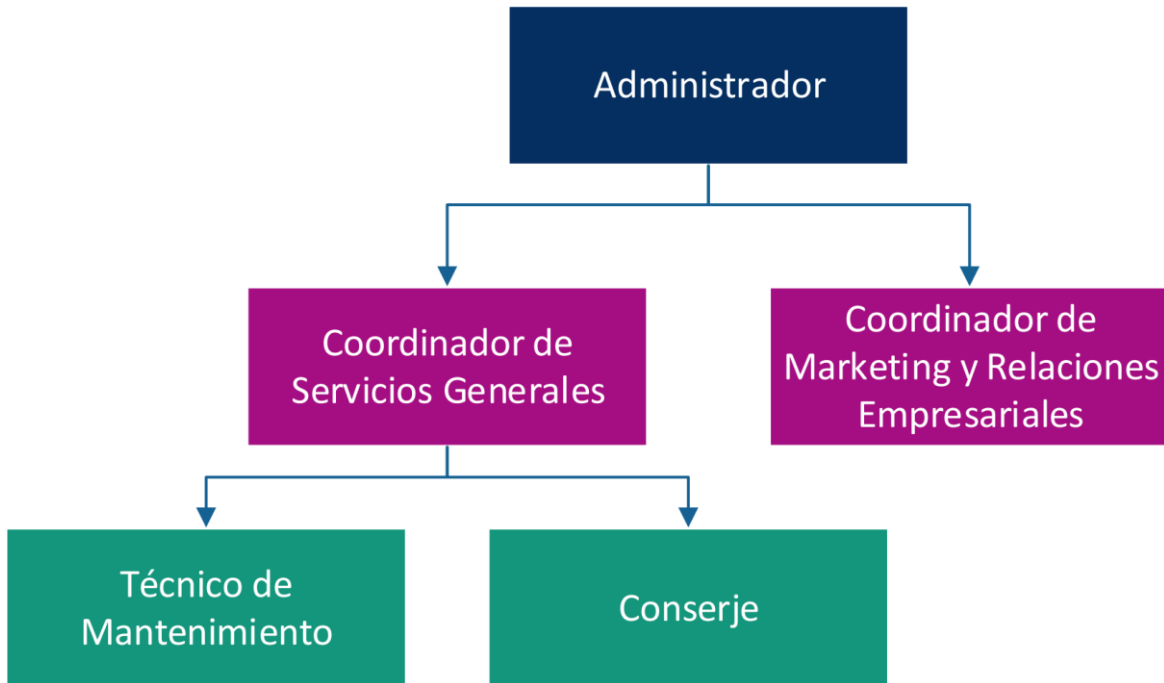 Administrador
Coordinador de
Servicios Generales
Coordinador de
Marketing y Relaciones
Empresariales
Técnico de
Mantenimiento
Conserje